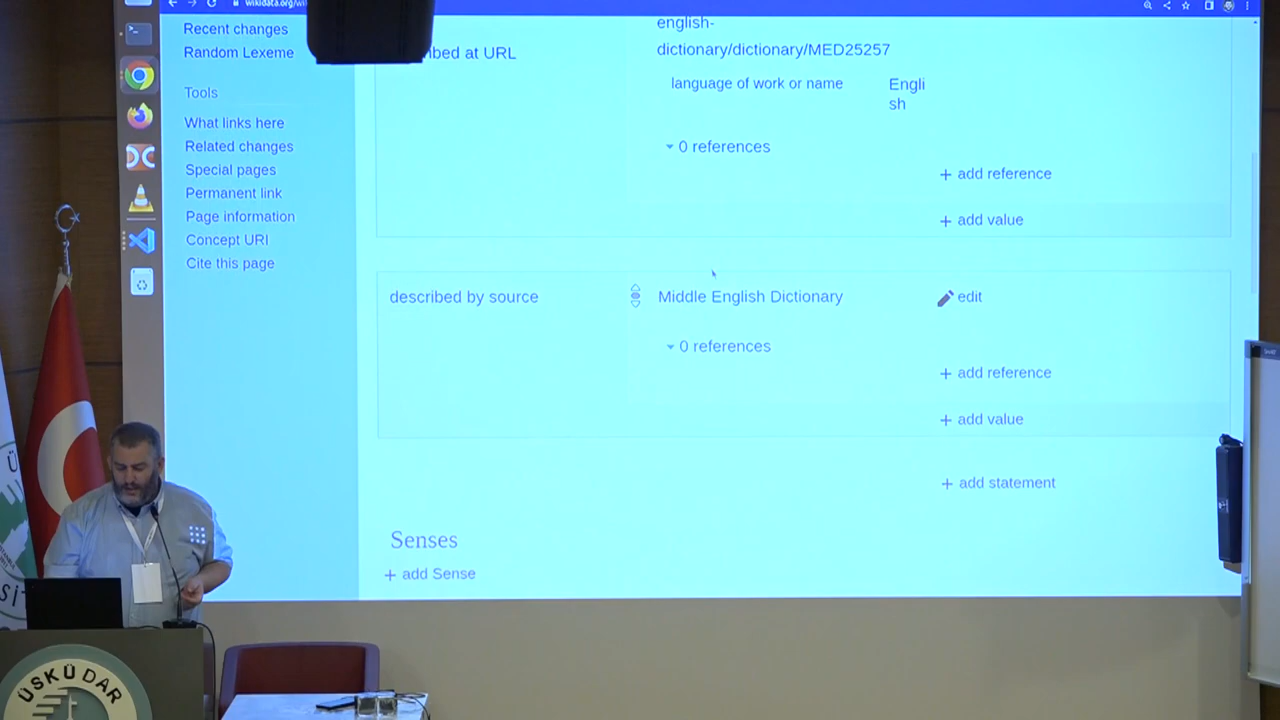 wikidata.org/wi
Recent changes
Random Lexeme
Tools
What links here
Related changes
Special pages
Permanent link
Page information
Concept URI
Cite this page
english-
dictionary/dictionary/MED25257
bed at URL
language of work or name
Engli
sh
0 references
+ add reference
+ add value
described by source
Middle English Dictionary
edit
0 references
+ add reference
+ add value
+ add statement
Senses
+ add Sense
ÜSKÜDAR